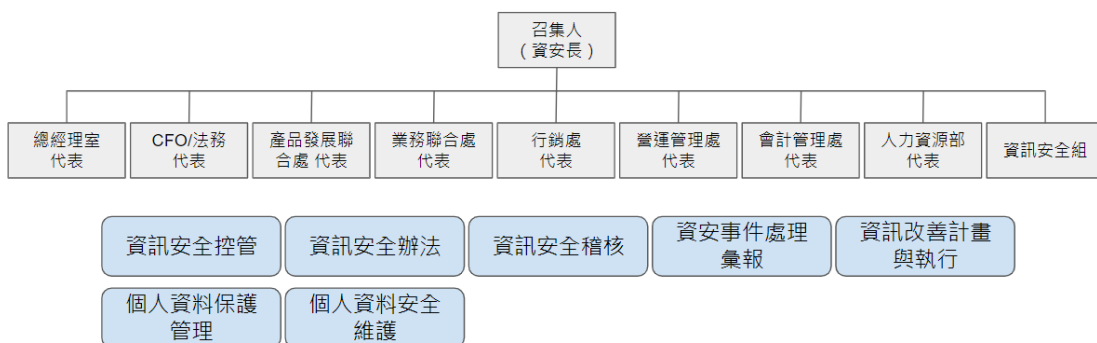 召集人
(資安長)
總經理室
代表
CFO/法務
代表
產品發展聯
合處 代表
業務聯合處
代表
行銷處
代表
營運管理處
代表
會計管理處
代表
人力資源部
代表
資訊安全組
資訊安全控管
資訊安全辦法
資訊安全稽核
資安事件處理
彙報
資訊改善計畫
與執行
個人資料保護
管理
個人資料安全
維護